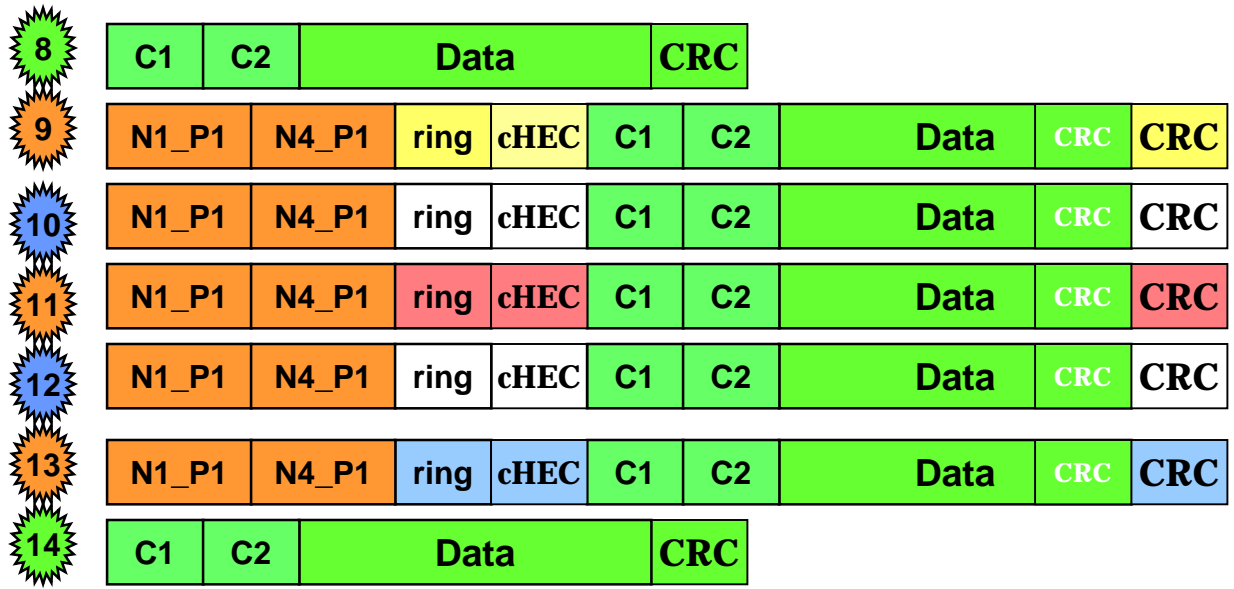 8 C1 C2 Data CRC
9 N1_P1 N4_P1 ring cHEC C1 C2 Data CRC CRC
10 N1_P1 N4_P1 ring cHEC C1 C2 Data CRC CRC
11 N1_P1 N4_P1 ring cHEC C1 C2 Data CRC CRC
12 N1_P1 N4_P1 ring cHEC C1 C2 Data CRC CRC
13 N1_P1 N4_P1 ring cHEC C1 C2 Data CRC CRC
14 C1 C2 Data CRC